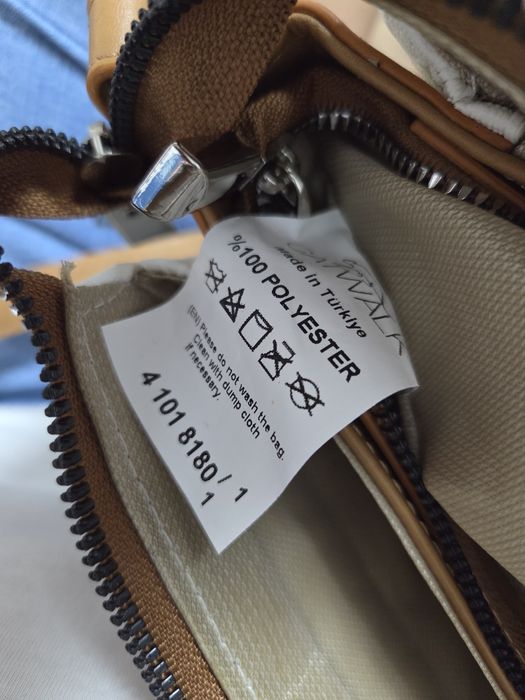 CATWALK
Made in Türkiye
%100 POLYESTER
(EN) Please do not wash the bag.
Clean with dump cloth
if necessary.
4 101 8180 / 1
1